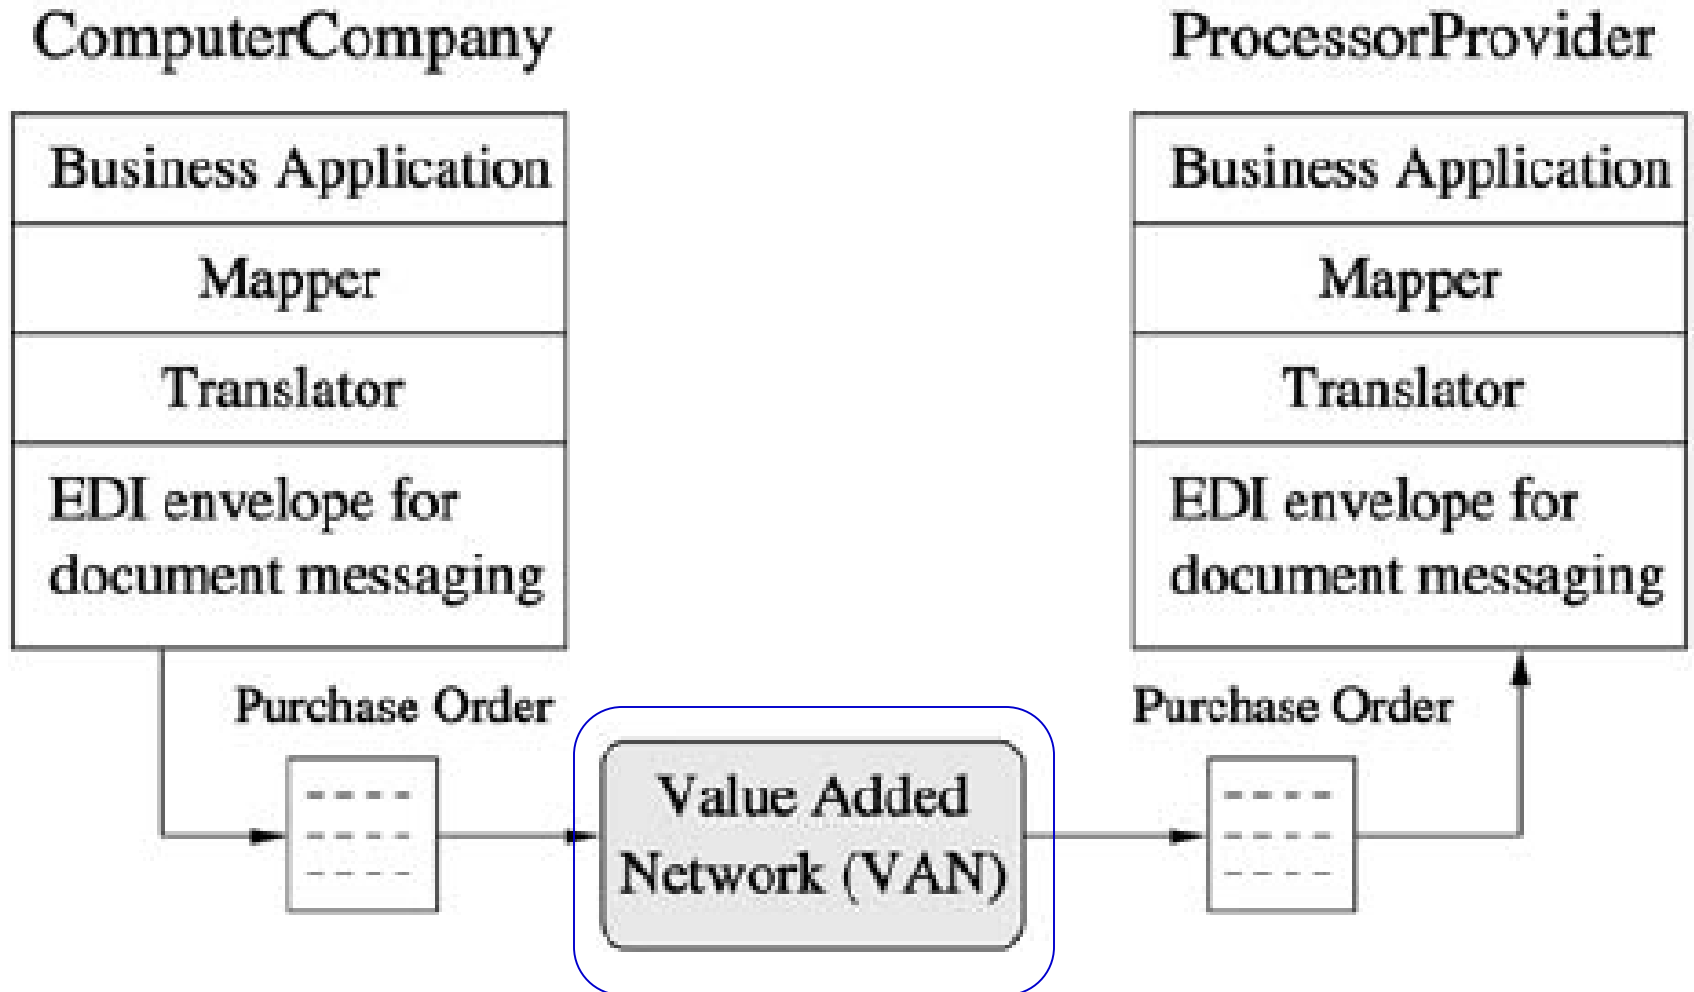 ComputerCompany
Business Application
Mapper
Translator
EDI envelope for
document messaging
ProcessorProvider
Business Application
Mapper
Translator
EDI envelope for
document messaging
Purchase Order
Value Added
Network (VAN)
Purchase Order